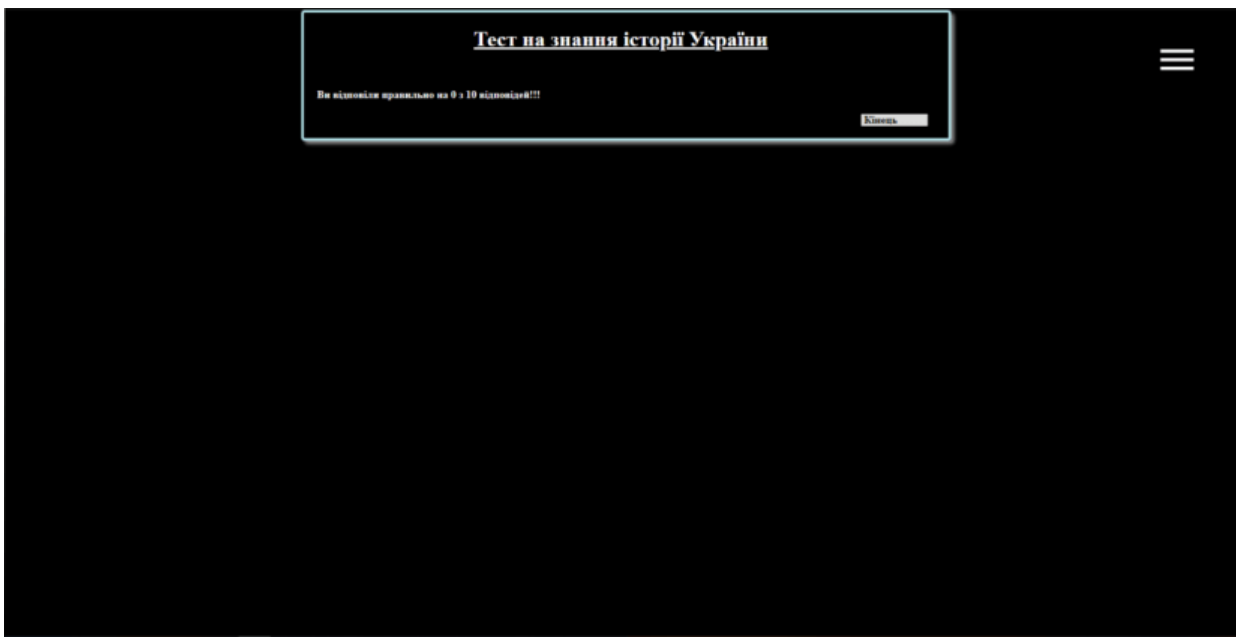 Тест на знання історії України
Ви відповіли правильно на 0 з 10 відповідей!!!
Кінець